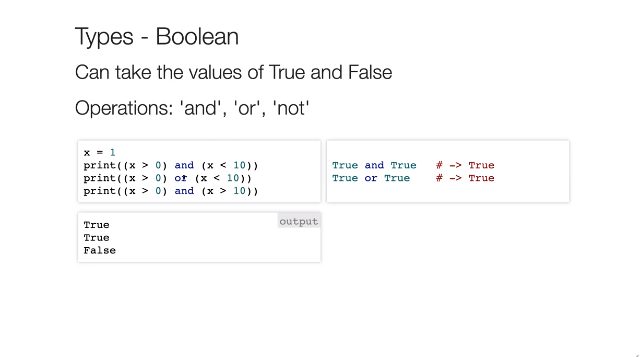 Types - Boolean
Can take the values of True and False
Operations: 'and', 'or', 'not'
x = 1
print((x > 0) and (x < 10))
print((x > 0) or (x < 10))
print((x > 0) and (x > 10))
True and True # -> True
True or True # -> True
output
True
True
False